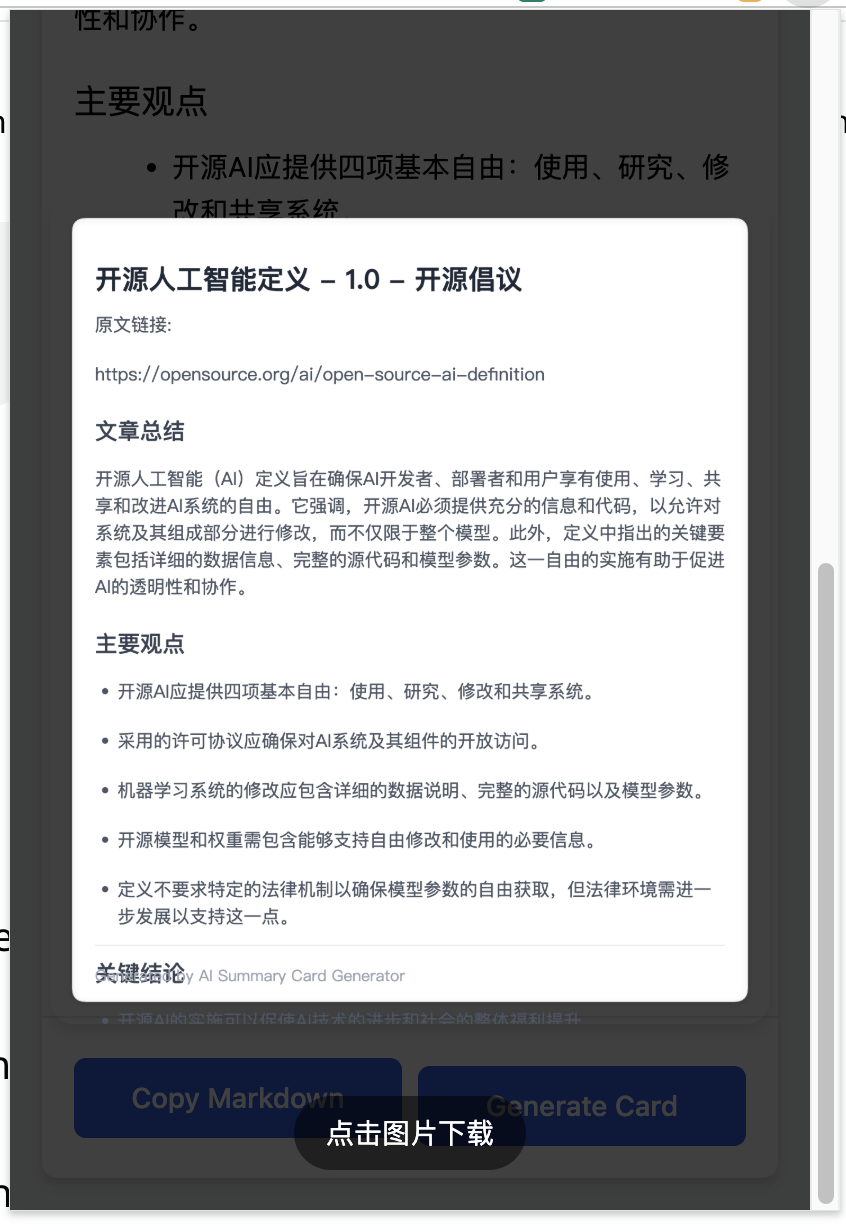 性和协作。
主要观点
• 开源AI应提供四项基本自由：使用、研究、修
改和共享系统
开源人工智能定义 – 1.0 – 开源倡议
原文链接:
https://opensource.org/ai/open-source-ai-definition
文章总结
开源人工智能（AI）定义旨在确保AI开发者、部署者和用户享有使用、学习、共
享和改进AI系统的自由。它强调，开源AI必须提供充分的信息和代码，以允许对
系统及其组成部分进行修改，而不仅限于整个模型。此外，定义中指出的关键要
素包括详细的数据信息、完整的源代码和模型参数。这一自由的实施有助于促进
AI的透明性和协作。
主要观点
• 开源AI应提供四项基本自由：使用、研究、修改和共享系统。
• 采用的许可协议应确保对AI系统及其组件的开放访问。
• 机器学习系统的修改应包含详细的数据说明、完整的源代码以及模型参数。
• 开源模型和权重需包含能够支持自由修改和使用的必要信息。
• 定义不要求特定的法律机制以确保模型参数的自由获取，但法律环境需进一
步发展以支持这一点。
关键结论
Generated by AI Summary Card Generator
• 开源AI的实施可以促使AI技术的进步和社会的整体福利提升
Copy Markdown
Generate Card
点击图片下载